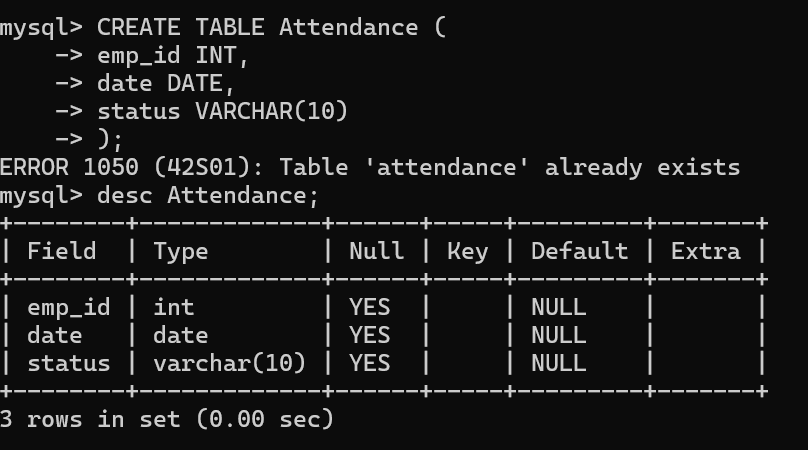 mysql> CREATE TABLE Attendance (
    -> emp_id INT,
    -> date DATE,
    -> status VARCHAR(10)
    -> );
ERROR 1050 (42S01): Table 'attendance' already exists
mysql> desc Attendance;
+--------+-------------+------+-----+---------+-------+
| Field  | Type        | Null | Key | Default | Extra |
+--------+-------------+------+-----+---------+-------+
| emp_id | int         | YES  |     | NULL    |       |
| date   | date        | YES  |     | NULL    |       |
| status | varchar(10) | YES  |     | NULL    |       |
+--------+-------------+------+-----+---------+-------+
3 rows in set (0.00 sec)